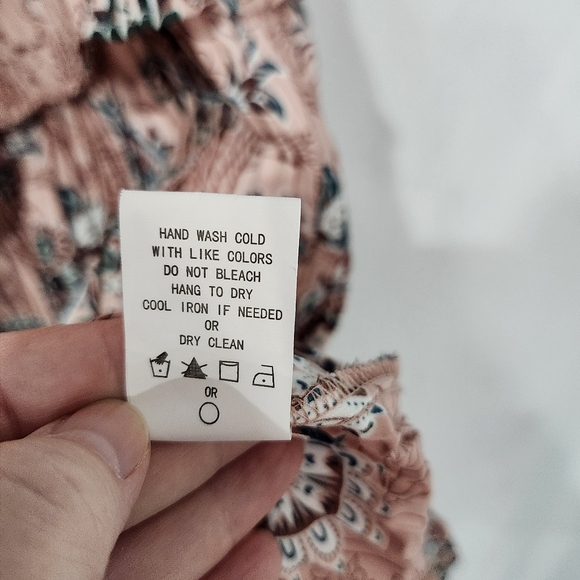 HAND WASH COLD
WITH LIKE COLORS
DO NOT BLEACH
HANG TO DRY
COOL IRON IF NEEDED
OR
DRY CLEAN
OR